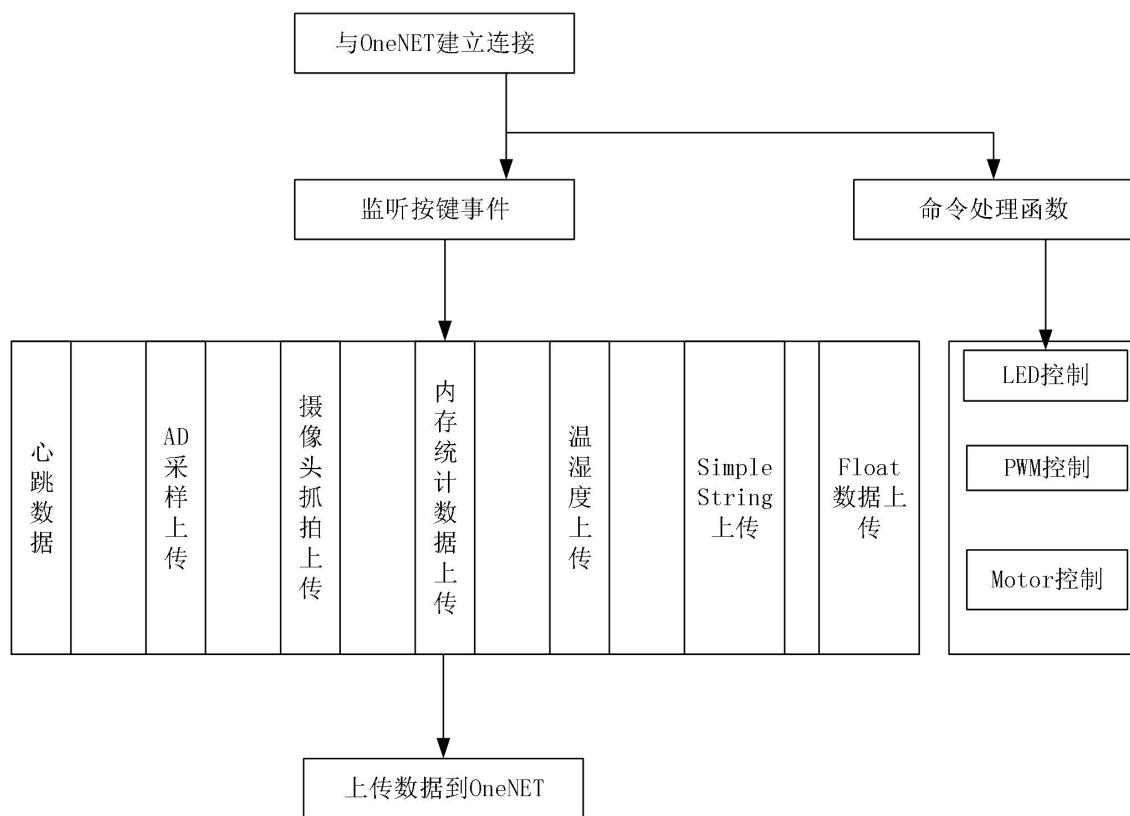 与OneNET建立连接
监听按键事件
命令处理函数
心跳数据
AD
采样上传
摄像头抓拍上传
内存统计数据上传
温湿度上传
Simple
String
上传
Float
数据上
传
LED控制
PWM控制
Motor控制
上传数据到OneNET